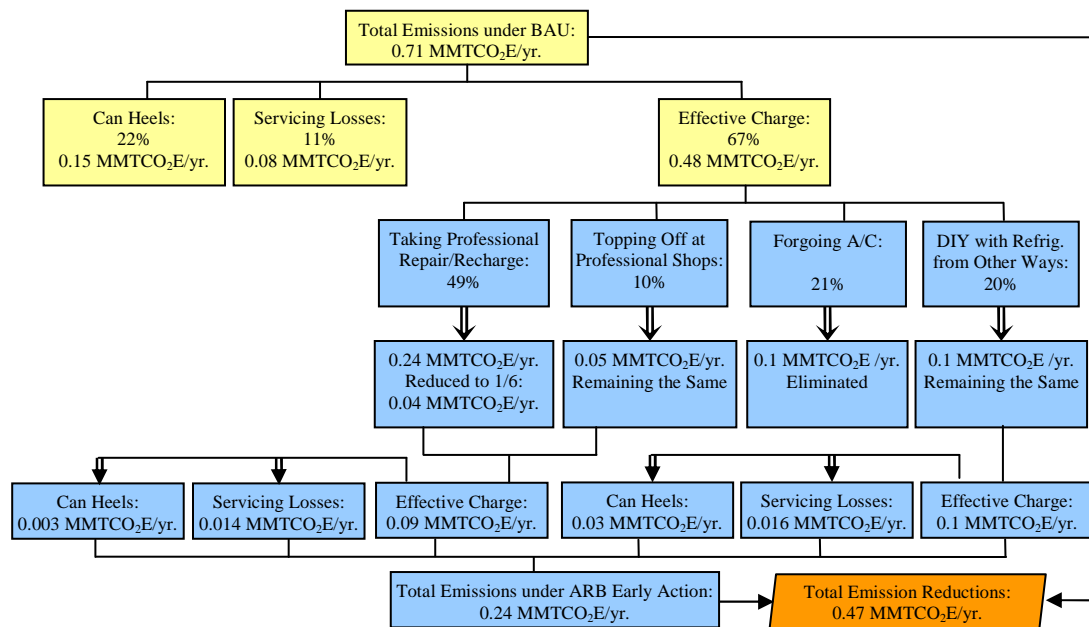 Total Emissions under BAU:
0.71 MMTCO₂E/yr.
Can Heels:
22%
0.15 MMTCO₂E/yr.
Servicing Losses:
11%
0.08 MMTCO₂E/yr.
Effective Charge:
67%
0.48 MMTCO₂E/yr.
Taking Professional
Repair/Recharge:
49%
Topping Off at
Professional Shops:
10%
Forgoing A/C:
21%
DIY with Refrig.
from Other Ways:
20%
0.24 MMTCO₂E/yr.
Reduced to 1/6:
0.04 MMTCO₂E/yr.
0.05 MMTCO₂E/yr.
Remaining the Same
0.1 MMTCO₂E /yr.
Eliminated
0.1 MMTCO₂E /yr.
Remaining the Same
Can Heels:
0.003 MMTCO₂E/yr.
Servicing Losses:
0.014 MMTCO₂E/yr.
Effective Charge:
0.09 MMTCO₂E/yr.
Can Heels:
0.03 MMTCO₂E/yr.
Servicing Losses:
0.016 MMTCO₂E/yr.
Effective Charge:
0.1 MMTCO₂E/yr.
Total Emissions under ARB Early Action:
0.24 MMTCO₂E/yr.
Total Emission Reductions:
0.47 MMTCO₂E/yr.